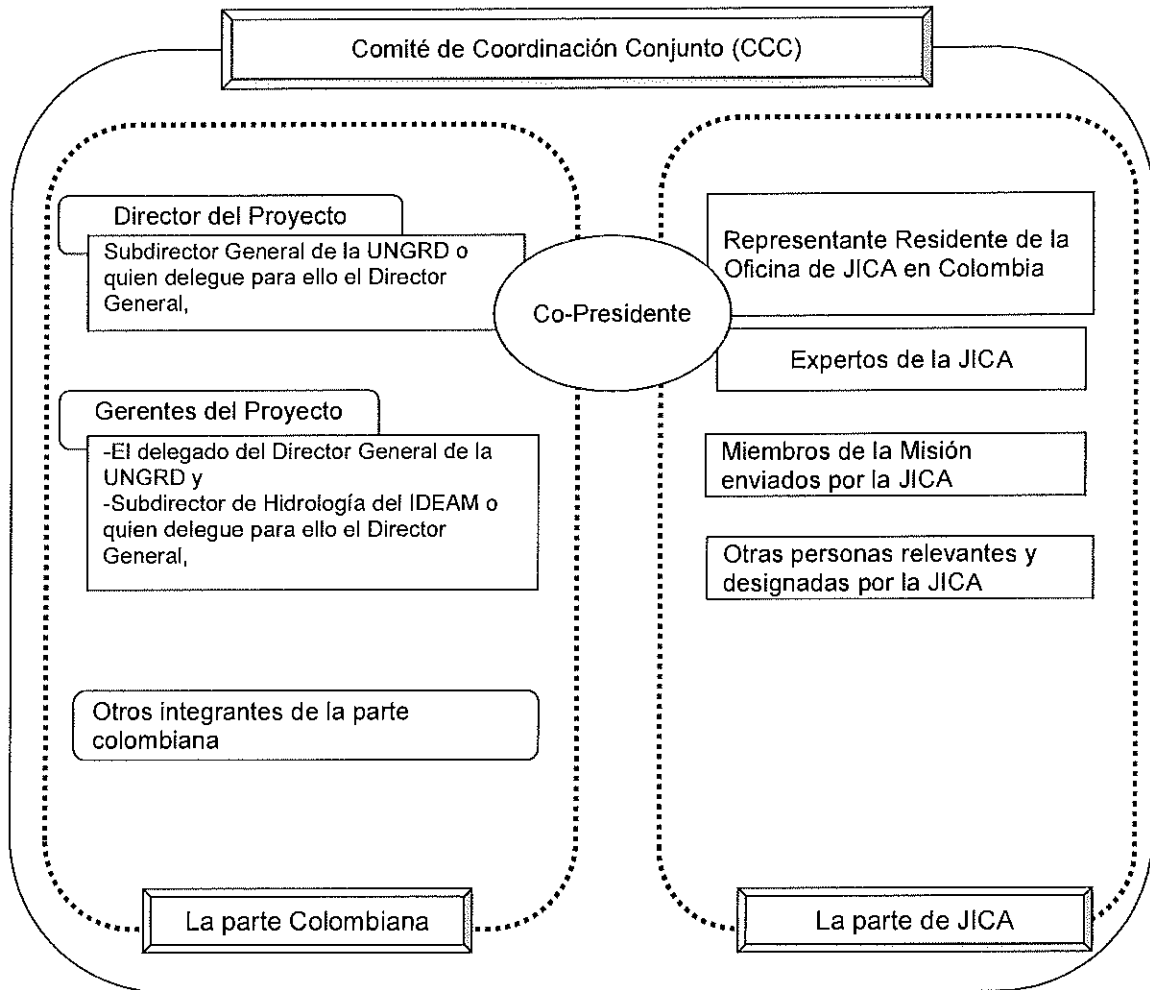 Comité de Coordinación Conjunto (CCC)
Director del Proyecto
Subdirector General de la UNGRD o
quien delegue para ello el Director
General,
Gerentes del Proyecto
-El delegado del Director General de la
UNGRD y
-Subdirector de Hidrología del IDEAM o
quien delegue para ello el Director
General,
Otros integrantes de la parte
colombiana
La parte Colombiana
Co-Presidente
Representante Residente de la
Oficina de JICA en Colombia
Expertos de la JICA
Miembros de la Misión
enviados por la JICA
Otras personas relevantes y
designadas por la JICA
La parte de JICA